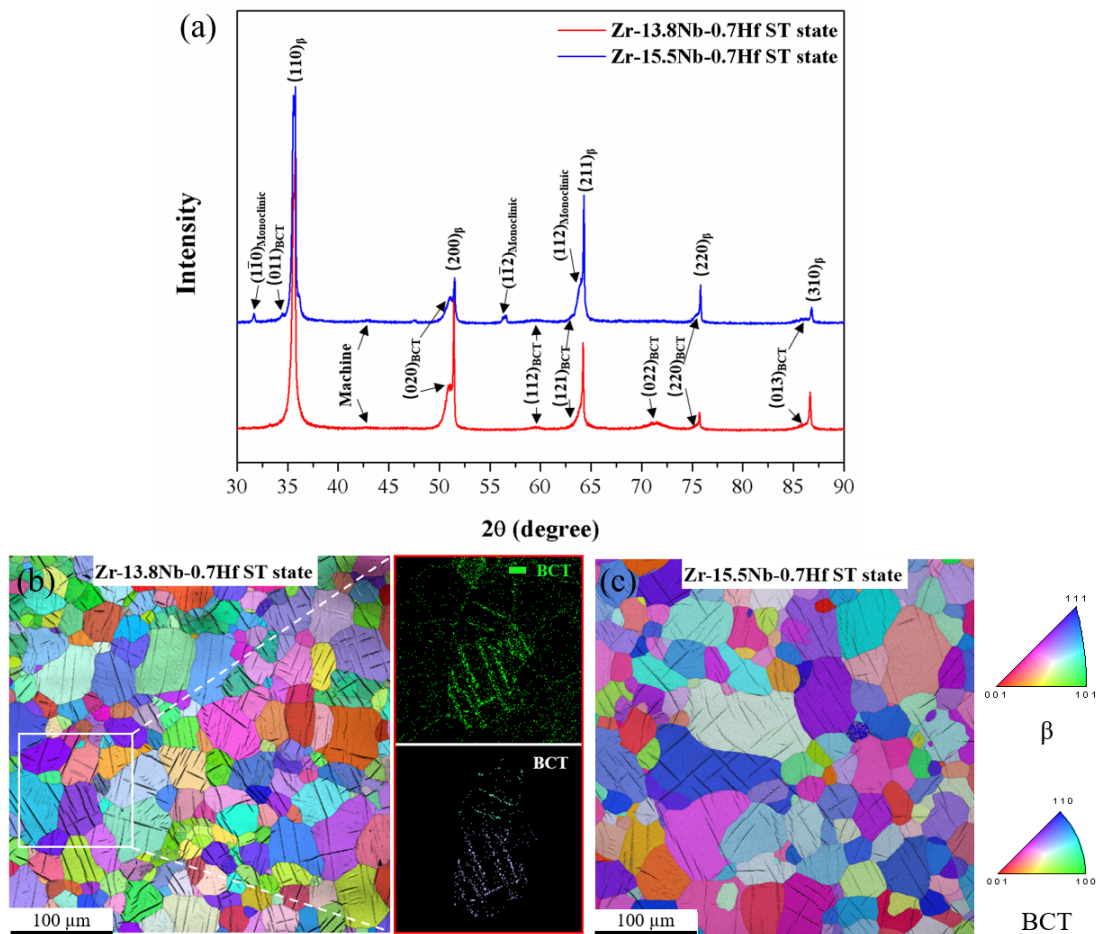 (a)
Zr-13.8Nb-0.7Hf ST state
Zr-15.5Nb-0.7Hf ST state
Intensity
(11̄0)Monoclinic
(011)BCT
(110)β
Machine
(020)BCT
(200)β
(11̄2)Monoclinic
(112)BCT
(121)BCT
(112)Monoclinic
(211)β
(022)BCT
(220)BCT
(220)β
(013)BCT
(310)β
30 35 40 45 50 55 60 65 70 75 80 85 90
2θ (degree)
(b)
Zr-13.8Nb-0.7Hf ST state
100 µm
BCT
BCT
(c)
Zr-15.5Nb-0.7Hf ST state
100 µm
111
001 101
β
110
001 100
BCT